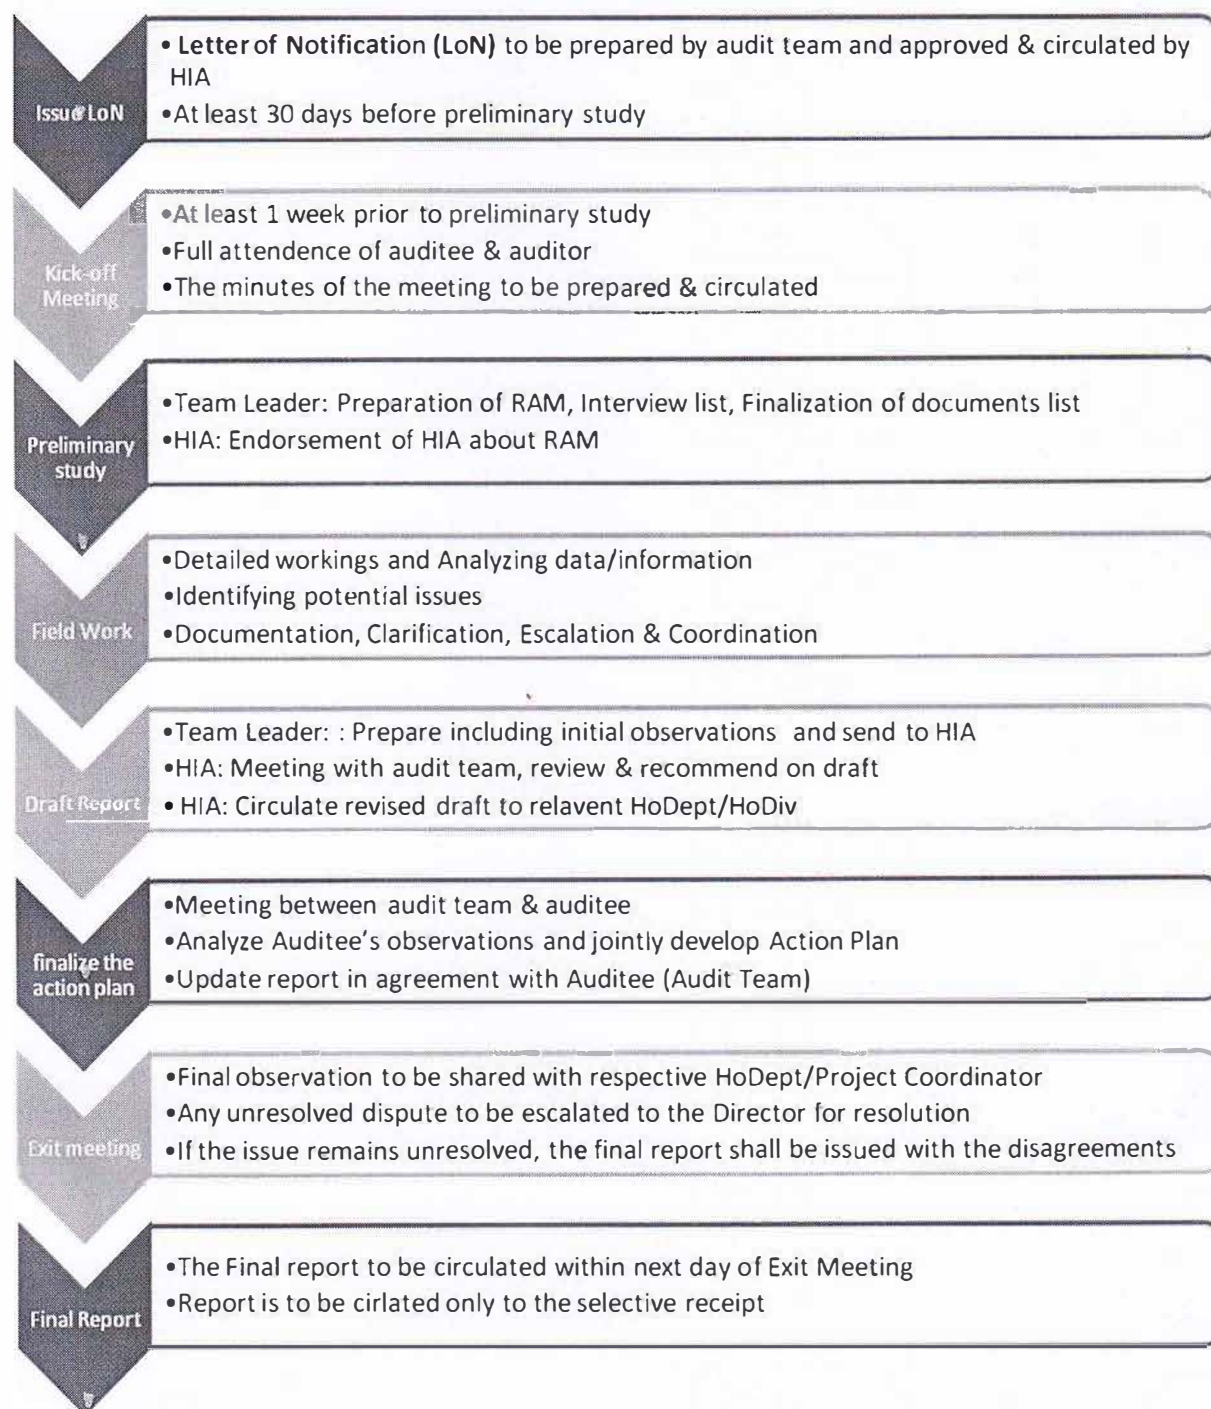 Issue LoN
• Letter of Notification (LoN) to be prepared by audit team and approved & circulated by
HIA
•At least 30 days before preliminary study
Kick-off
Meeting
•At least 1 week prior to preliminary study
•Full attendence of auditee & auditor
•The minutes of the meeting to be prepared & circulated
Preliminary
study
•Team Leader: Preparation of RAM, Interview list, Finalization of documents list
•HIA: Endorsement of HIA about RAM
Field Work
•Detailed workings and Analyzing data/information
•Identifying potential issues
•Documentation, Clarification, Escalation & Coordination
Draft Report
•Team Leader: : Prepare including initial observations and send to HIA
•HIA: Meeting with audit team, review & recommend on draft
• HIA: Circulate revised draft to relavent HoDept/HoDiv
finalize the
action plan
•Meeting between audit team & auditee
•Analyze Auditee's observations and jointly develop Action Plan
•Update report in agreement with Auditee (Audit Team)
Exit meeting
•Final observation to be shared with respective HoDept/Project Coordinator
•Any unresolved dispute to be escalated to the Director for resolution
•If the issue remains unresolved, the final report shall be issued with the disagreements
Final Report
•The Final report to be circulated within next day of Exit Meeting
•Report is to be cirlated only to the selective receipt